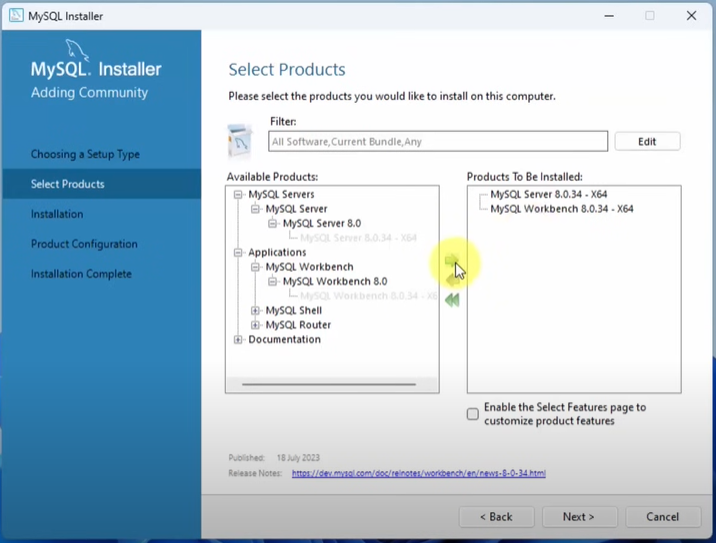 MySQL Installer
MySQL. Installer
Adding Community
Choosing a Setup Type
Select Products
Installation
Product Configuration
Installation Complete
Select Products
Please select the products you would like to install on this computer.
Filter:
All Software,Current Bundle,Any
Edit
Available Products:
MySQL Servers
MySQL Server
MySQL Server 8.0
MySQL Server 8.0.34 - X64
Applications
MySQL Workbench
MySQL Workbench 8.0
MySQL Workbench 8.0.34 - X6
MySQL Shell
MySQL Router
Documentation
Products To Be Installed:
MySQL Server 8.0.34 - X64
MySQL Workbench 8.0.34 - X64
Enable the Select Features page to
customize product features
Published: 18 July 2023
Release Notes: https://dev.mysql.com/doc/relnotes/workbench/en/news-8-0-34.html
< Back
Next >
Cancel